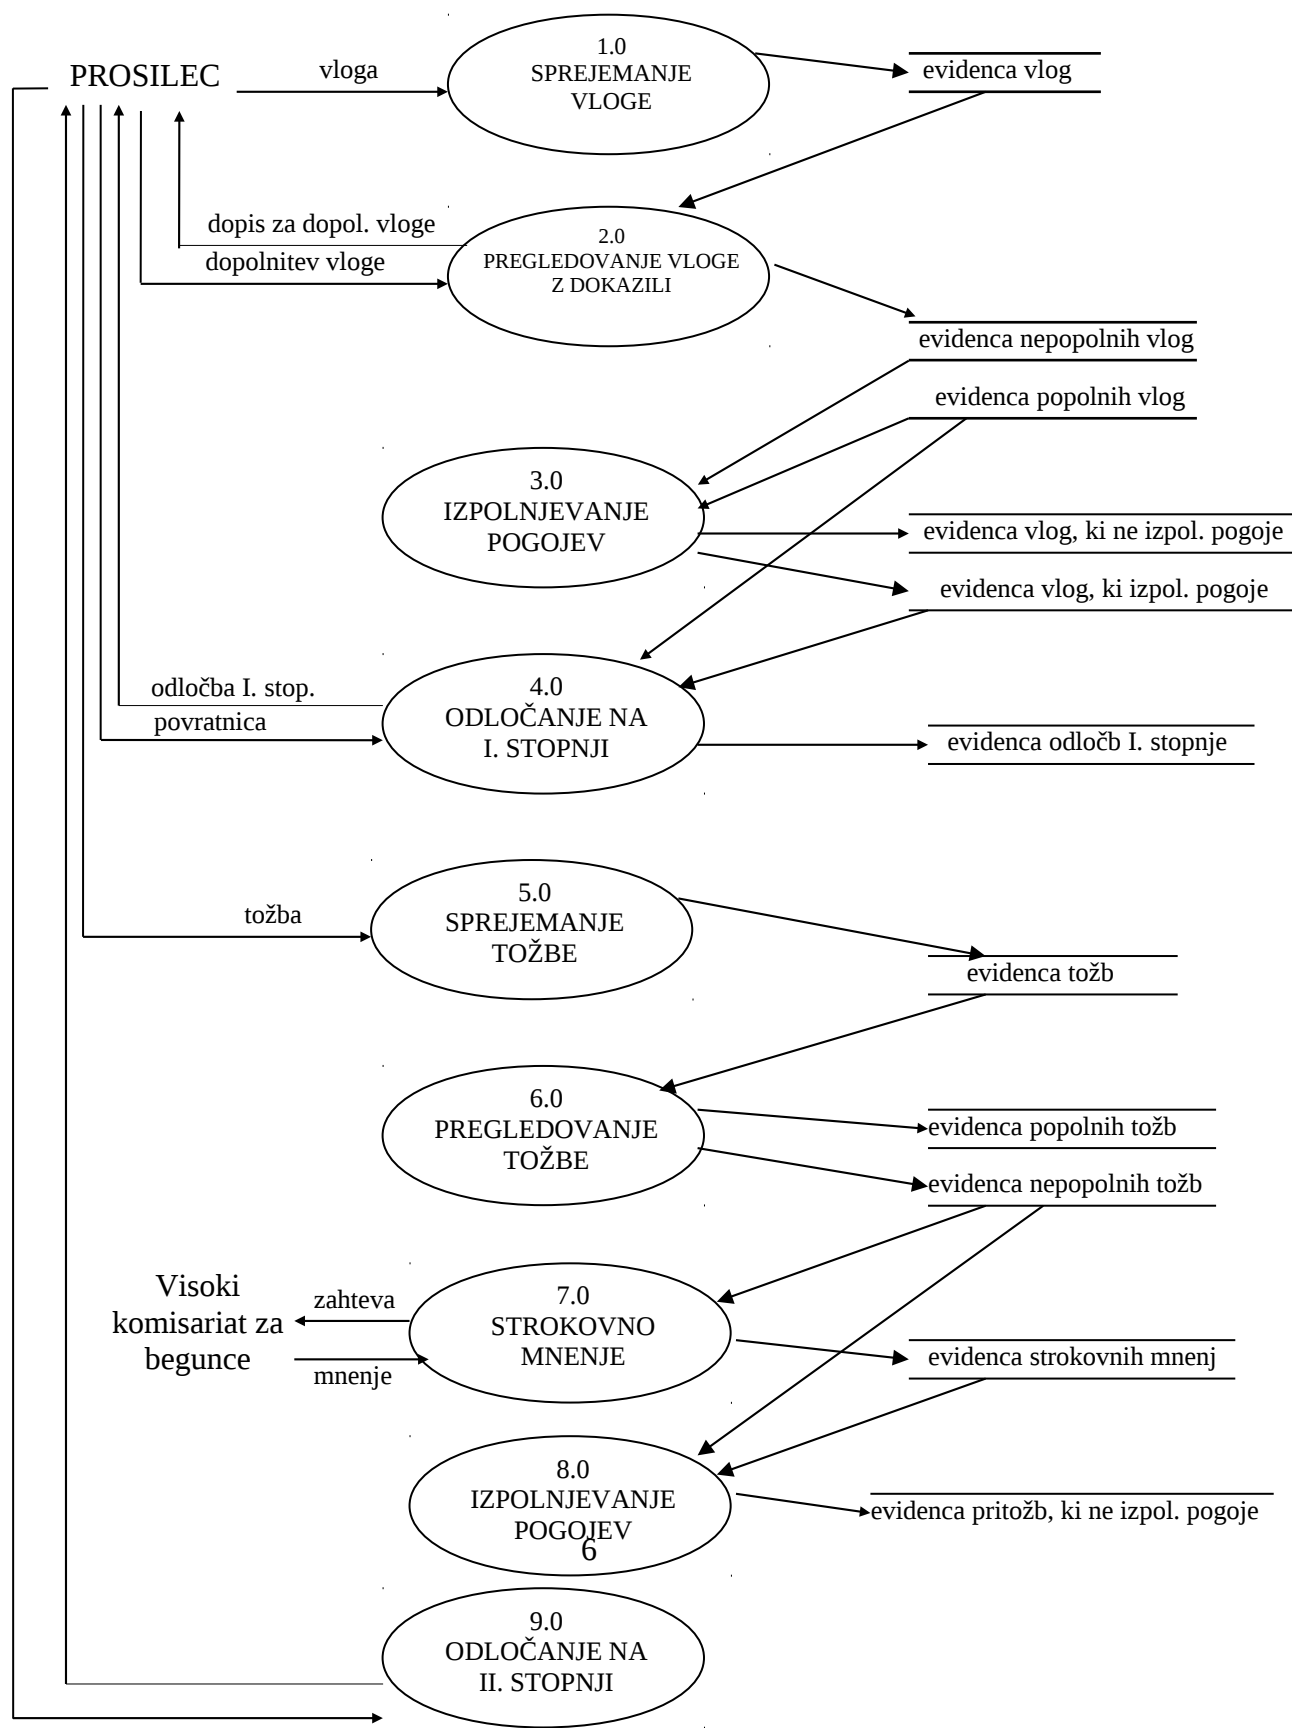 1.0
SPREJEMANJE
VLOGE
PROSILEC
vloga
evidenca vlog
dopis za dopol. vloge
dopolnitev vloge
2.0
PREGLEDOVANJE VLOGE
Z DOKAZILI
evidenca nepopolnih vlog
evidenca popolnih vlog
3.0
IZPOLNJEVANJE
POGOJEV
evidenca vlog, ki ne izpol. pogoje
evidenca vlog, ki izpol. pogoje
odločba I. stop.
povratnica
4.0
ODLOČANJE NA
I. STOPNJI
evidenca odločb I. stopnje
tožba
5.0
SPREJEMANJE
TOŽBE
evidenca tožb
6.0
PREGLEDOVANJE
TOŽBE
evidenca popolnih tožb
evidenca nepopolnih tožb
Visoki
komisariat za
begunce
zahteva
mnenje
7.0
STROKOVNO
MNENJE
evidenca strokovnih mnenj
8.0
IZPOLNJEVANJE
POGOJEV
6
evidenca pritožb, ki ne izpol. pogoje
9.0
ODLOČANJE NA
II. STOPNJI